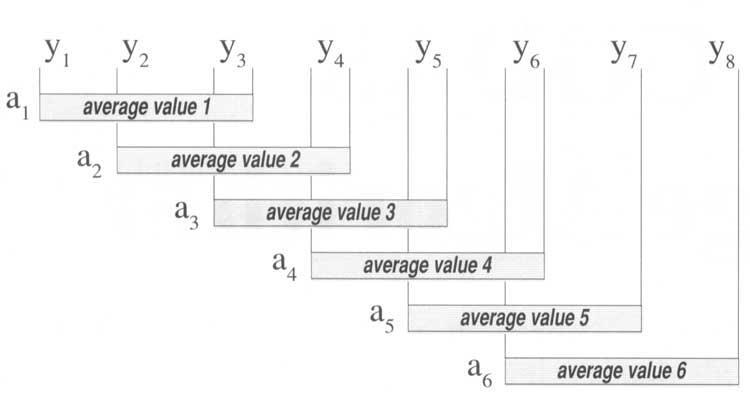 y1 y2 y3 y4 y5 y6 y7 y8
a1 average value 1
a2 average value 2
a3 average value 3
a4 average value 4
a5 average value 5
a6 average value 6